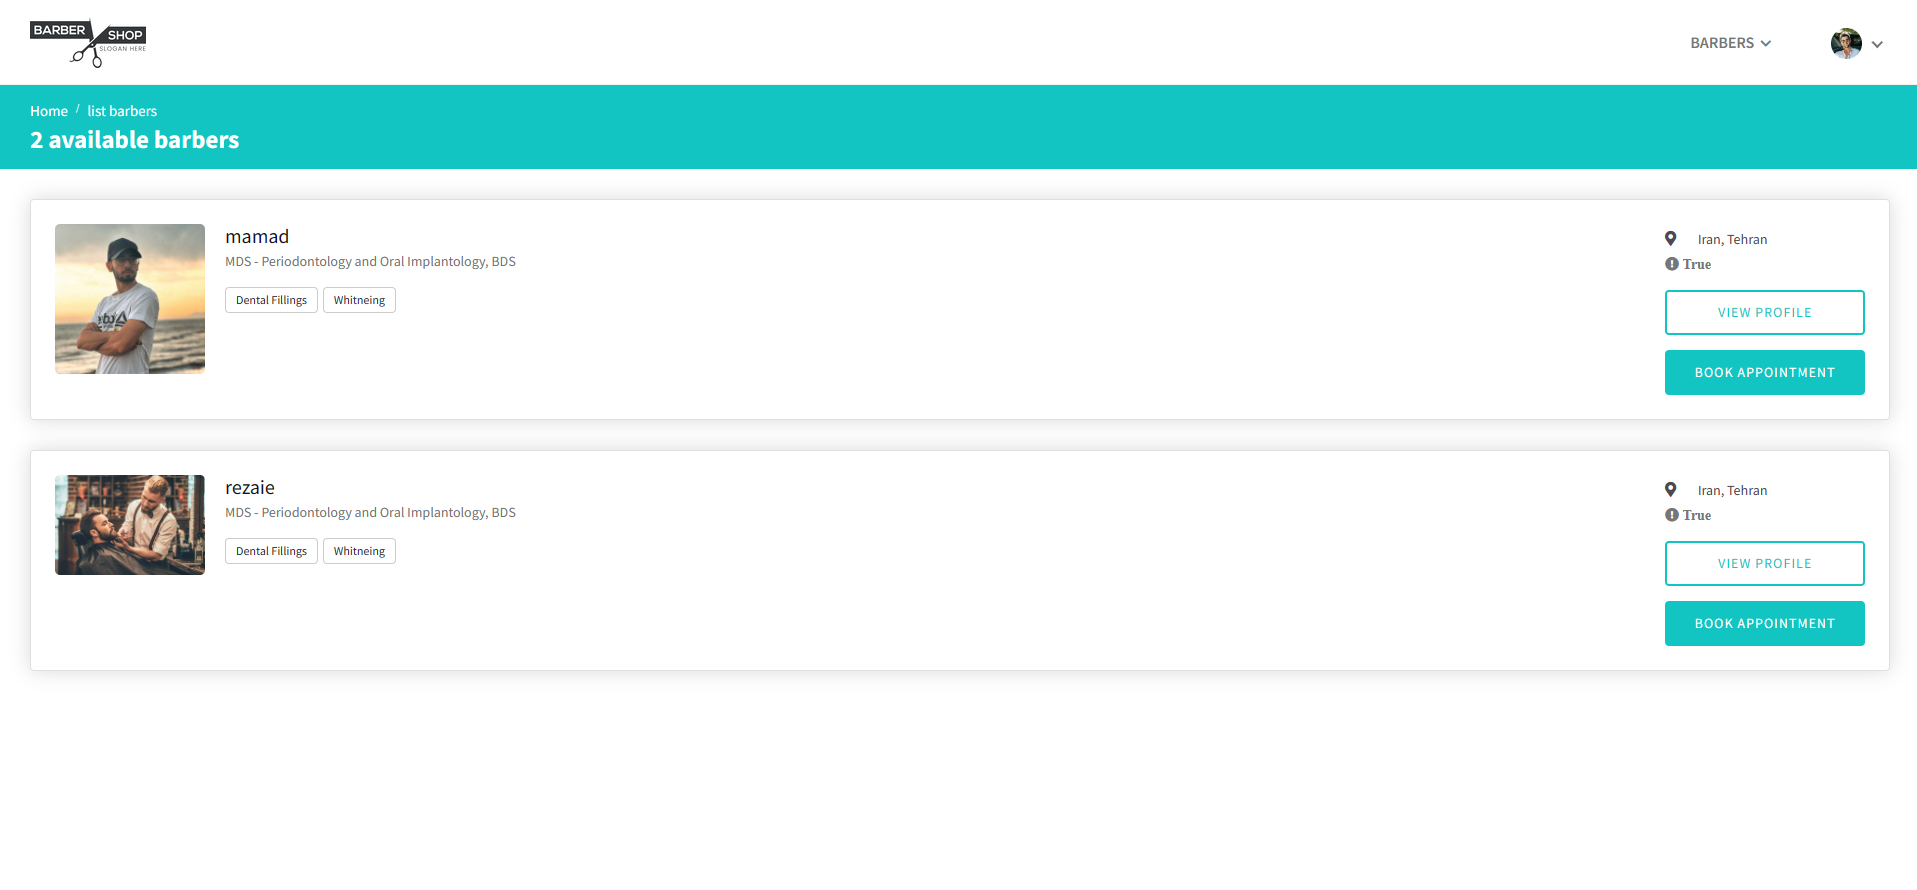 BARBER SHOP
SLOGAN HERE
BARBERS
Home / list barbers
2 available barbers
mamad
MDS - Periodontology and Oral Implantology, BDS
Dental Fillings
Whitneing
Iran, Tehran
True
VIEW PROFILE
BOOK APPOINTMENT
rezaie
MDS - Periodontology and Oral Implantology, BDS
Dental Fillings
Whitneing
Iran, Tehran
True
VIEW PROFILE
BOOK APPOINTMENT